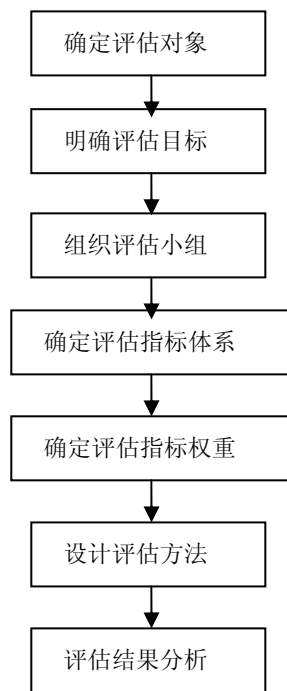 确定评估对象
明确评估目标
组织评估小组
确定评估指标体系
确定评估指标权重
设计评估方法
评估结果分析